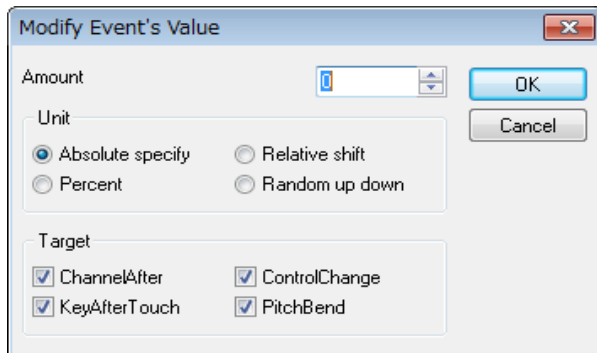 Modify Event's Value
Amount 0 OK
Unit Cancel
Absolute specify Relative shift
Percent Random up down
Target
ChannelAfter ControlChange
KeyAfterTouch PitchBend